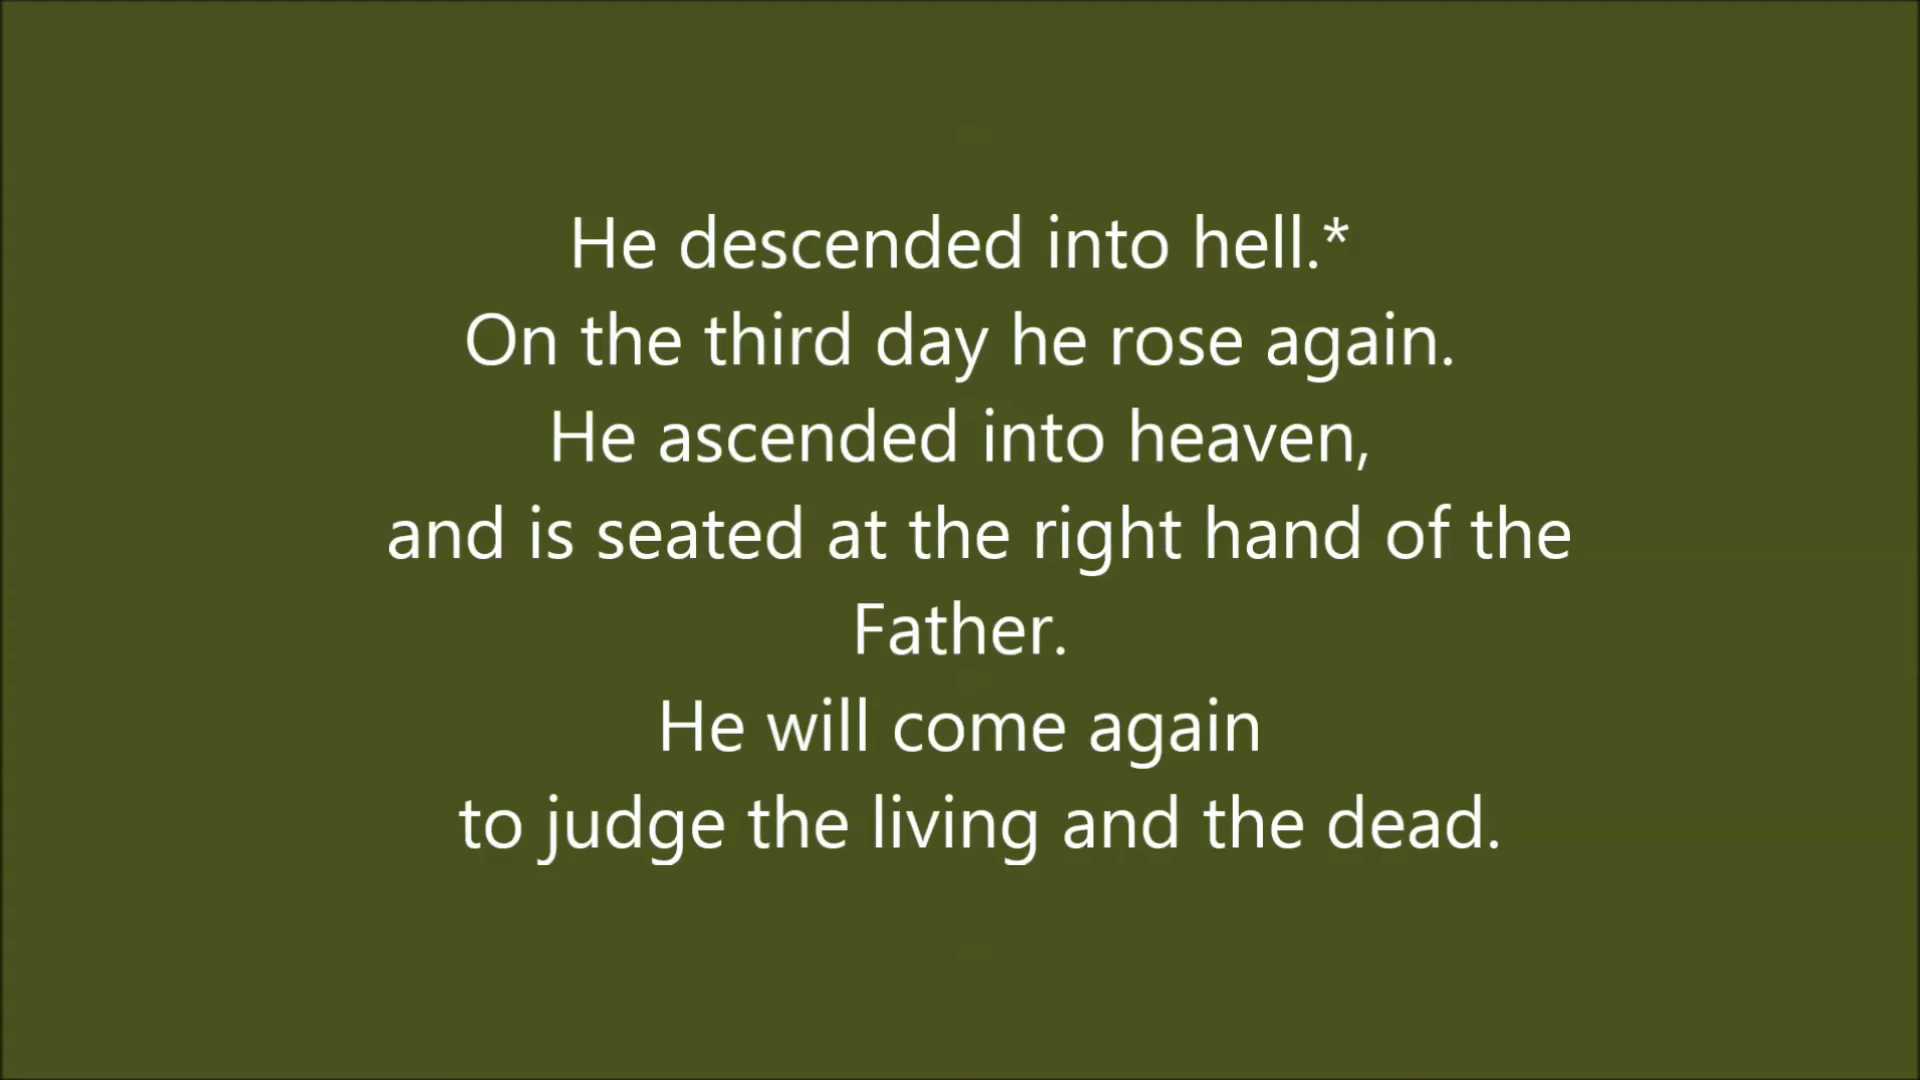 He descended into hell.*
On the third day he rose again.
He ascended into heaven,
and is seated at the right hand of the
Father.
He will come again
to judge the living and the dead.